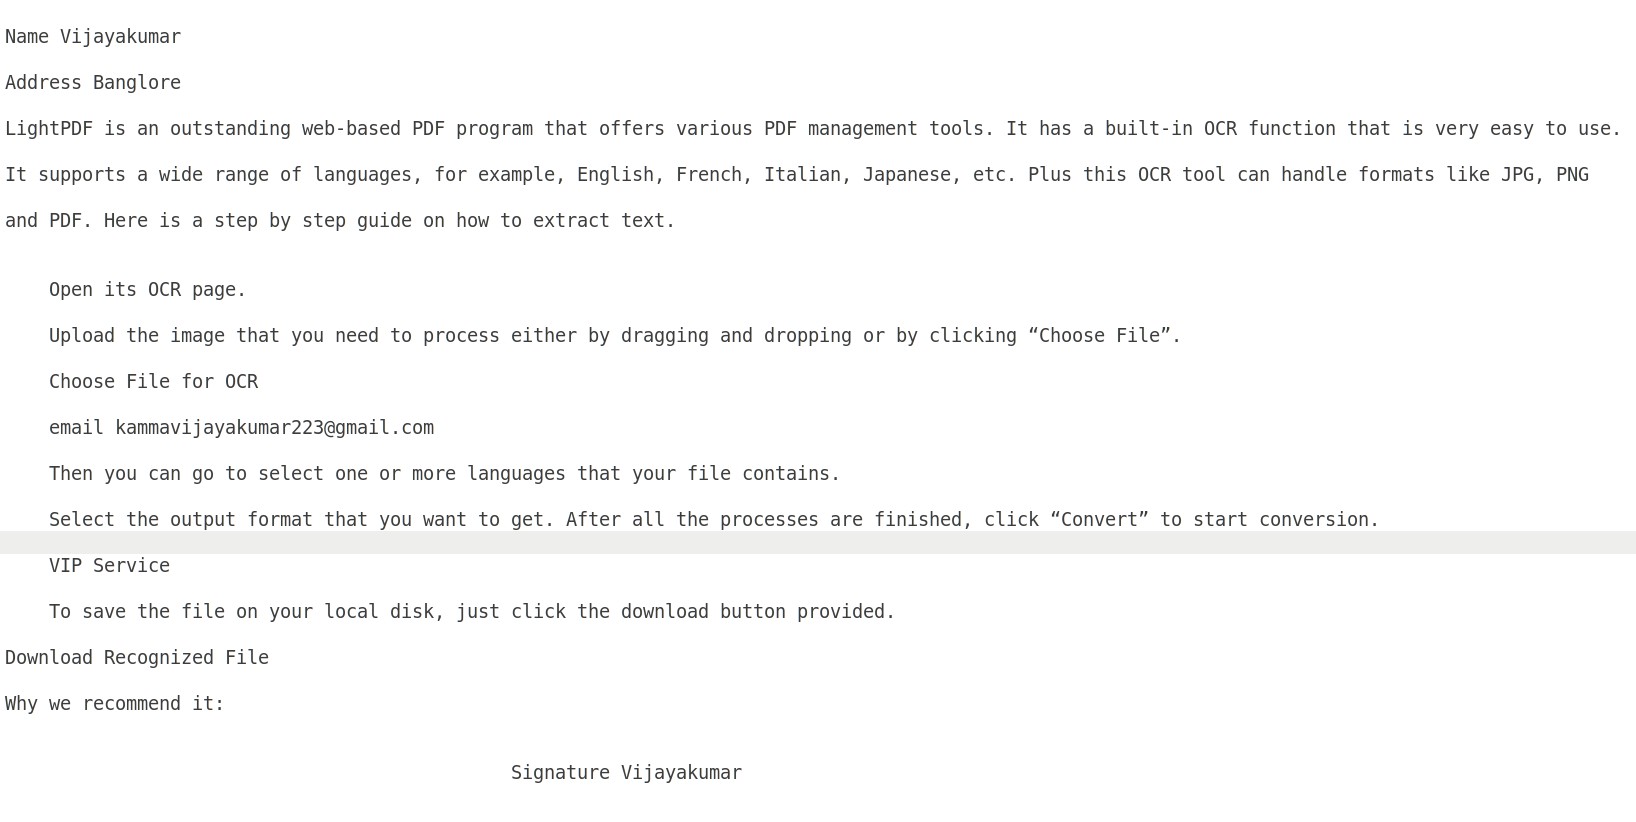 Name Vijayakumar
Address Banglore
LightPDF is an outstanding web-based PDF program that offers various PDF management tools. It has a built-in OCR function that is very easy to use.
It supports a wide range of languages, for example, English, French, Italian, Japanese, etc. Plus this OCR tool can handle formats like JPG, PNG
and PDF. Here is a step by step guide on how to extract text.
Open its OCR page.
Upload the image that you need to process either by dragging and dropping or by clicking “Choose File”.
Choose File for OCR
email kammavijayakumar223@gmail.com
Then you can go to select one or more languages that your file contains.
Select the output format that you want to get. After all the processes are finished, click “Convert” to start conversion.
VIP Service
To save the file on your local disk, just click the download button provided.
Download Recognized File
Why we recommend it:
Signature Vijayakumar